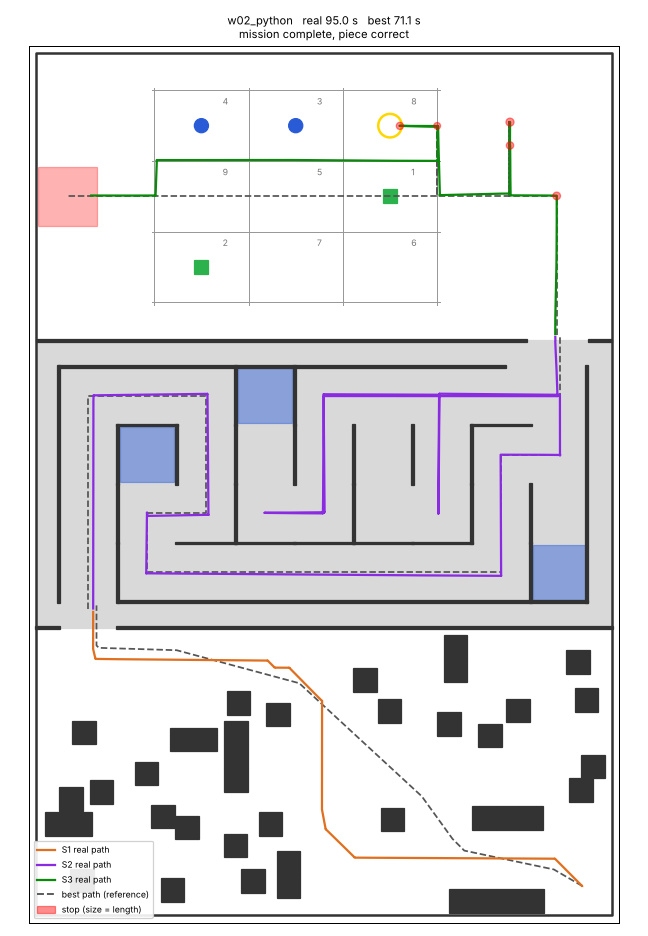 w02_python real 95.0 s best 71.1 s
mission complete, piece correct
4 3 8
9 5 1
2 7 6
S1 real path
S2 real path
S3 real path
best path (reference)
stop (size = length)